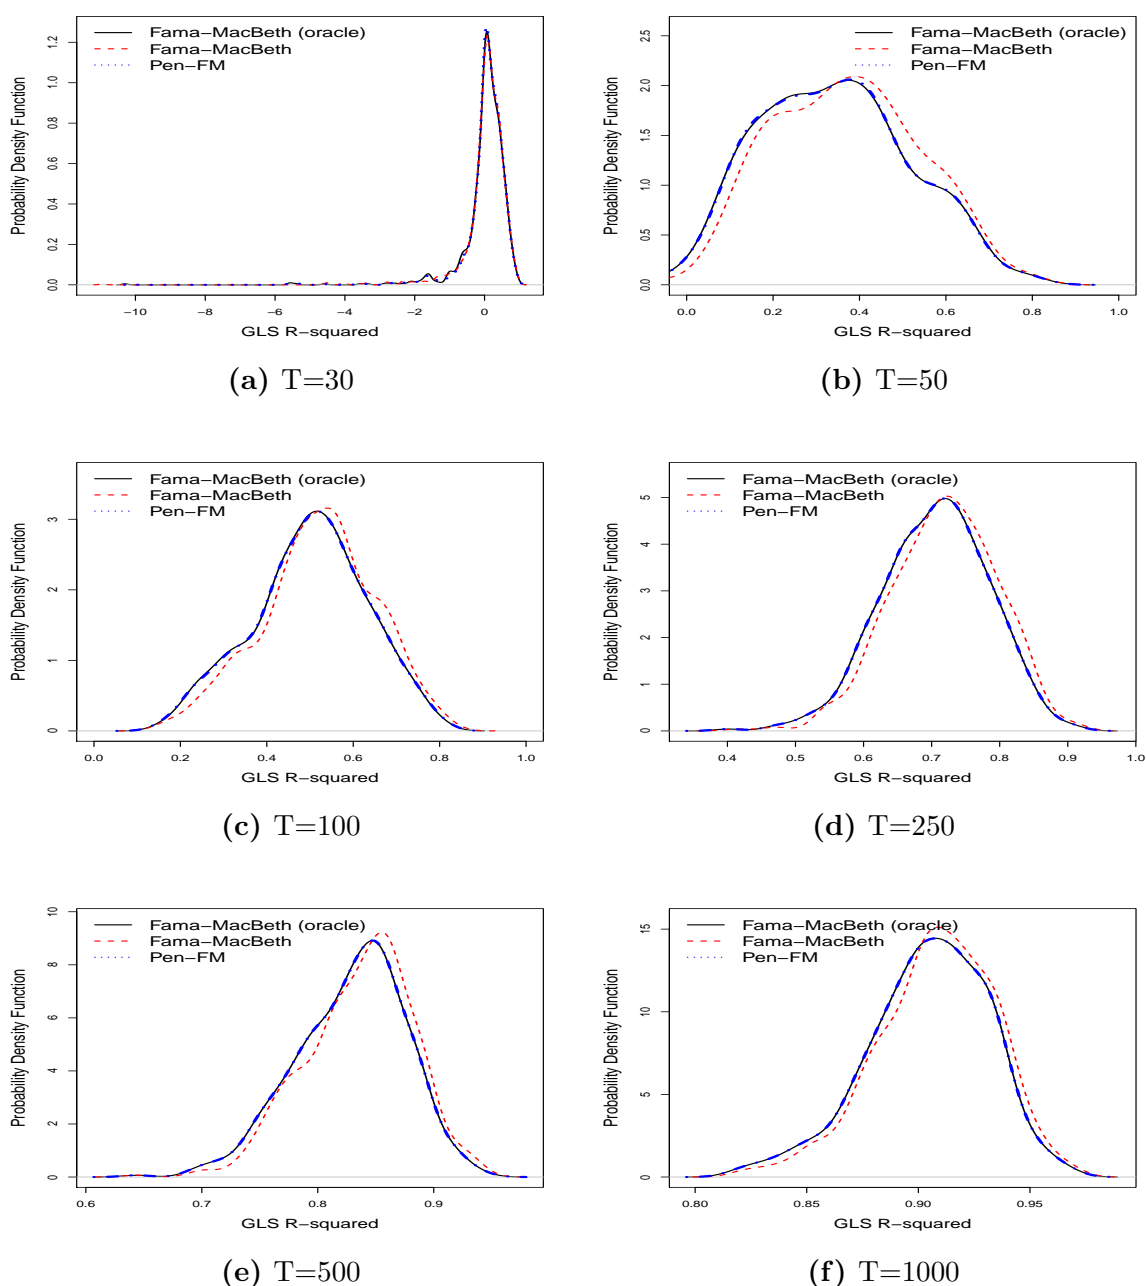 Fama−MacBeth (oracle)
Fama−MacBeth
Pen−FM
Probability Density Function
0.0 0.2 0.4 0.6 0.8 1.0 1.2
−10 −8 −6 −4 −2 0
GLS R−squared
(a) T=30
Fama−MacBeth (oracle)
Fama−MacBeth
Pen−FM
Probability Density Function
0.0 0.5 1.0 1.5 2.0 2.5
0.0 0.2 0.4 0.6 0.8 1.0
GLS R−squared
(b) T=50
Fama−MacBeth (oracle)
Fama−MacBeth
Pen−FM
Probability Density Function
0 1 2 3
0.0 0.2 0.4 0.6 0.8 1.0
GLS R−squared
(c) T=100
Fama−MacBeth (oracle)
Fama−MacBeth
Pen−FM
Probability Density Function
0 1 2 3 4 5
0.4 0.5 0.6 0.7 0.8 0.9 1.0
GLS R−squared
(d) T=250
Fama−MacBeth (oracle)
Fama−MacBeth
Pen−FM
Probability Density Function
0 2 4 6 8 10
0.6 0.7 0.8 0.9
GLS R−squared
(e) T=500
Fama−MacBeth (oracle)
Fama−MacBeth
Pen−FM
Probability Density Function
0 5 10 15
0.80 0.85 0.90 0.95
GLS R−squared
(f) T=1000